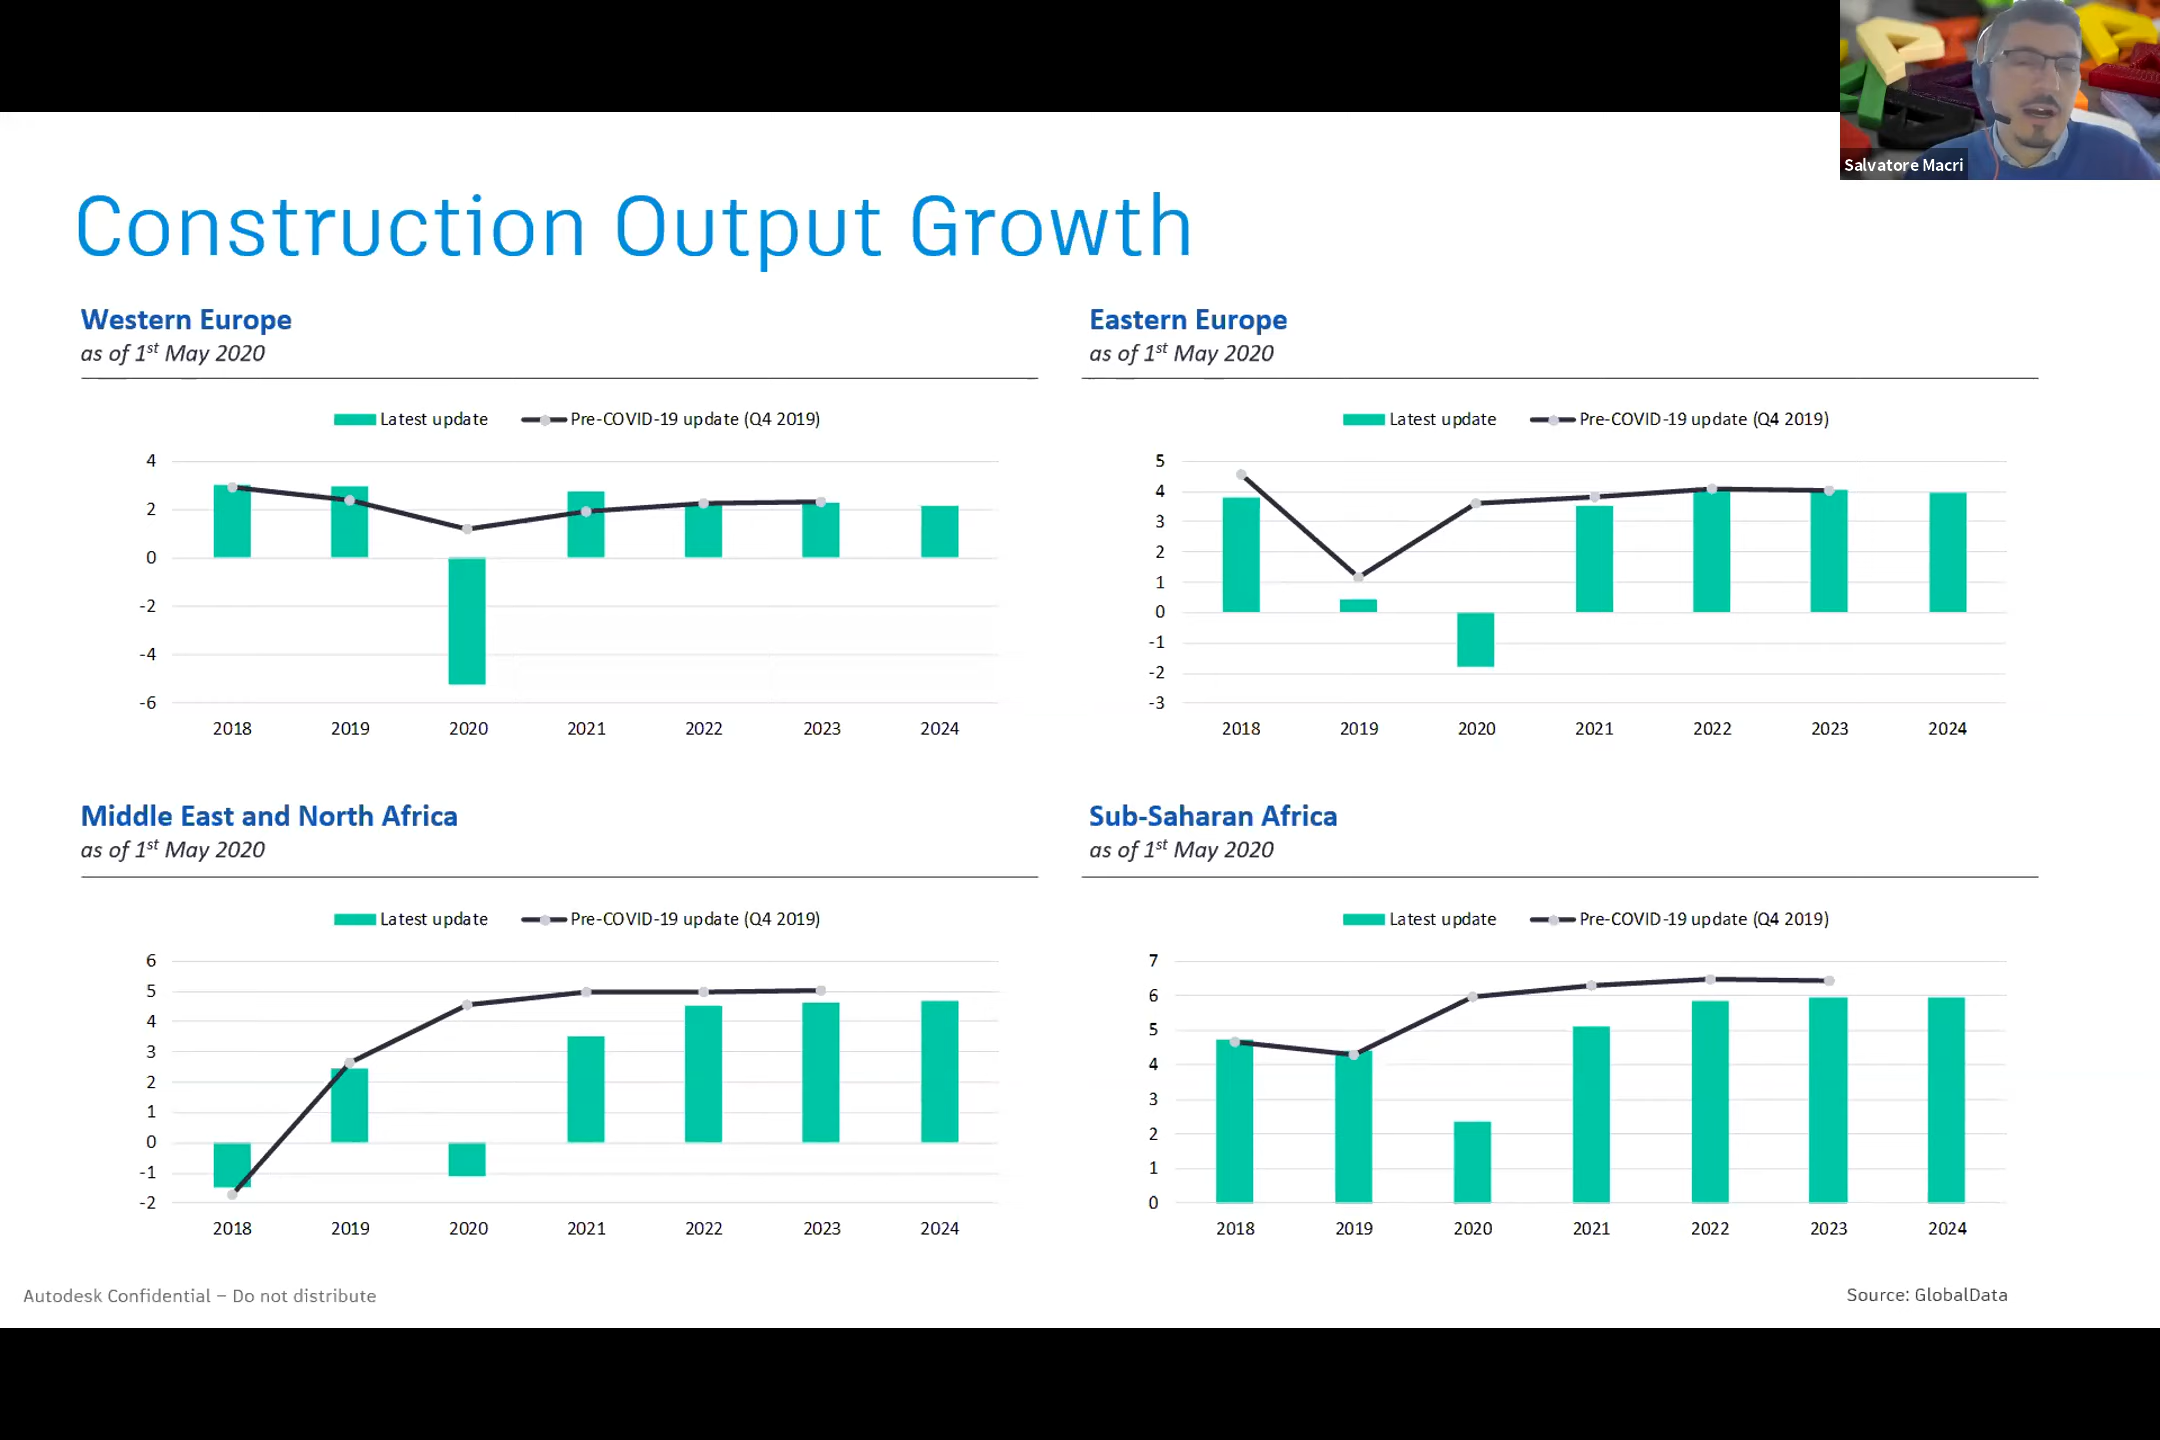 Salvatore Macri
Construction Output Growth
Western Europe
as of 1st May 2020
Latest update Pre-COVID-19 update (Q4 2019)
4
2
0
-2
-4
-6
2018 2019 2020 2021 2022 2023 2024
Eastern Europe
as of 1st May 2020
Latest update Pre-COVID-19 update (Q4 2019)
5
4
3
2
1
0
-1
-2
-3
2018 2019 2020 2021 2022 2023 2024
Middle East and North Africa
as of 1st May 2020
Latest update Pre-COVID-19 update (Q4 2019)
6
5
4
3
2
1
0
-1
-2
2018 2019 2020 2021 2022 2023 2024
Sub-Saharan Africa
as of 1st May 2020
Latest update Pre-COVID-19 update (Q4 2019)
7
6
5
4
3
2
1
0
2018 2019 2020 2021 2022 2023 2024
Autodesk Confidential – Do not distribute
Source: GlobalData